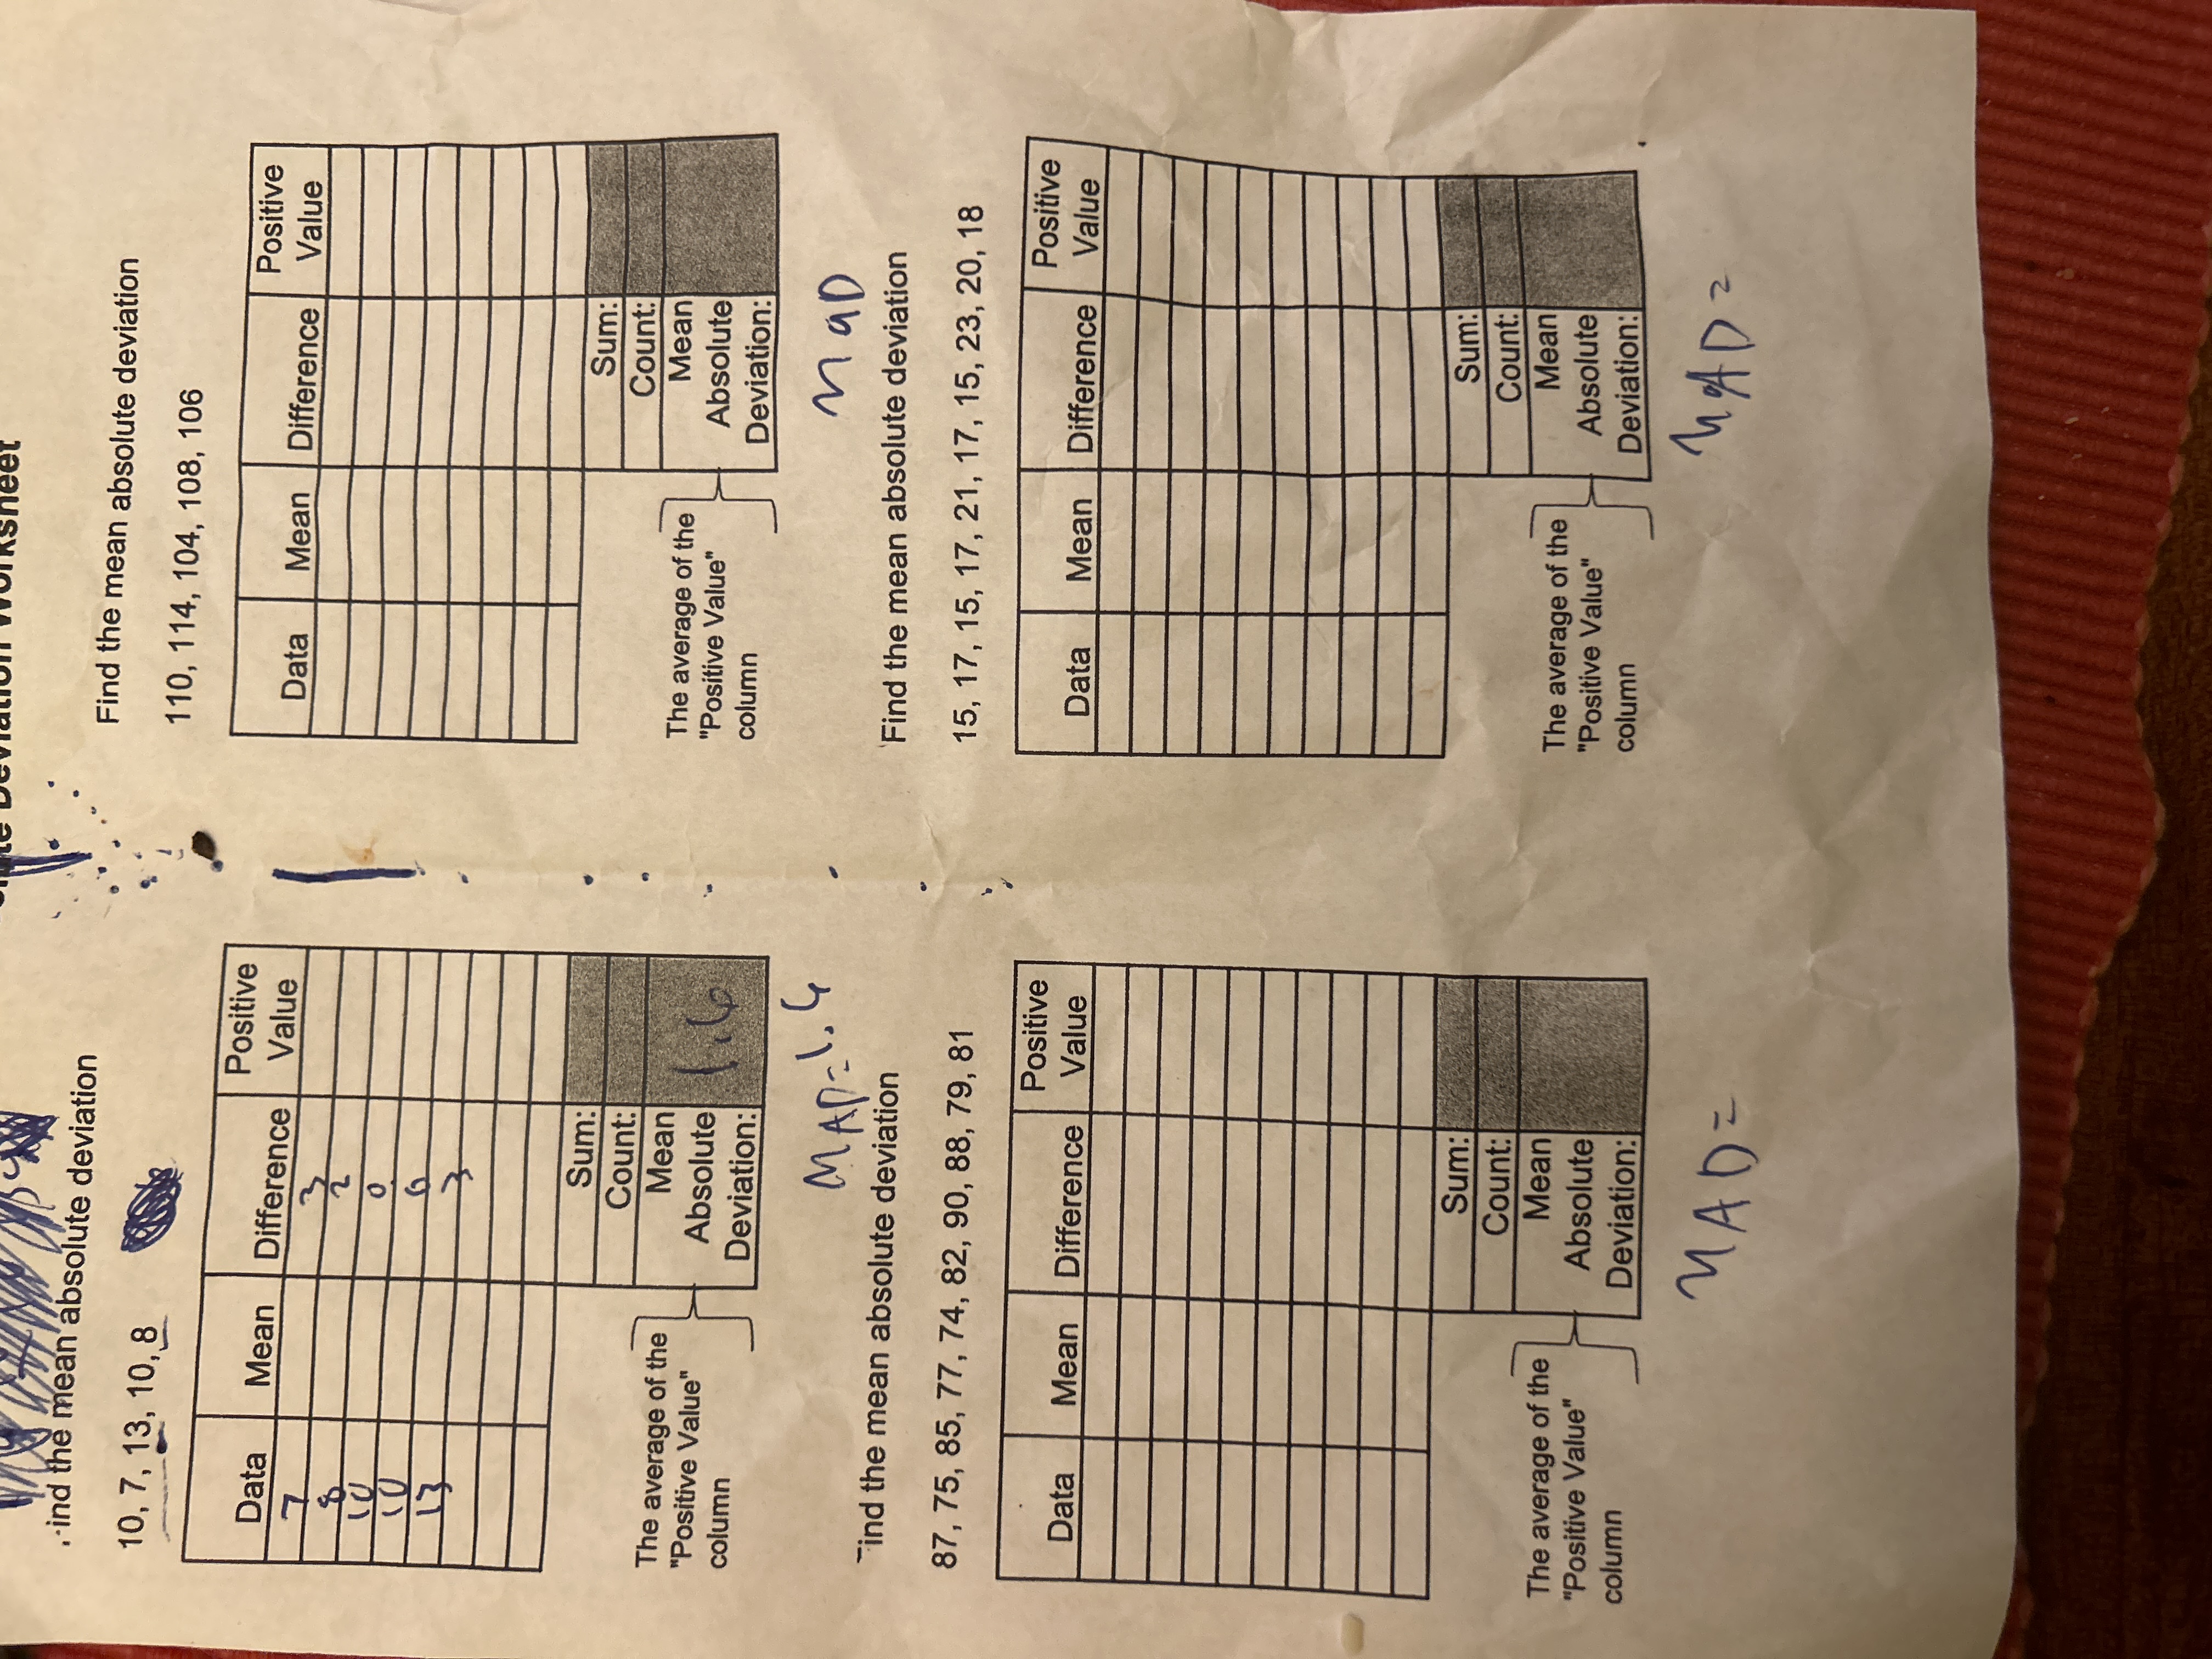 Deviation Worksheet
ind the mean absolute deviation
10, 7, 13, 10, 8
Data Mean Difference Positive Value
7 3
8 2
10 0
10 0
13 3
Sum:
Count:
Mean Absolute Deviation: 1.6
The average of the
"Positive Value"
column
MAD=1.6
Find the mean absolute deviation
110, 114, 104, 108, 106
Data Mean Difference Positive Value
Sum:
Count:
Mean Absolute Deviation:
The average of the
"Positive Value"
column
MAD
ind the mean absolute deviation
87, 75, 85, 77, 74, 82, 90, 88, 79, 81
Data Mean Difference Positive Value
Sum:
Count:
Mean Absolute Deviation:
The average of the
"Positive Value"
column
MAD=
Find the mean absolute deviation
15, 17, 15, 17, 21, 17, 15, 23, 20, 18
Data Mean Difference Positive Value
Sum:
Count:
Mean Absolute Deviation:
The average of the
"Positive Value"
column
MAD=